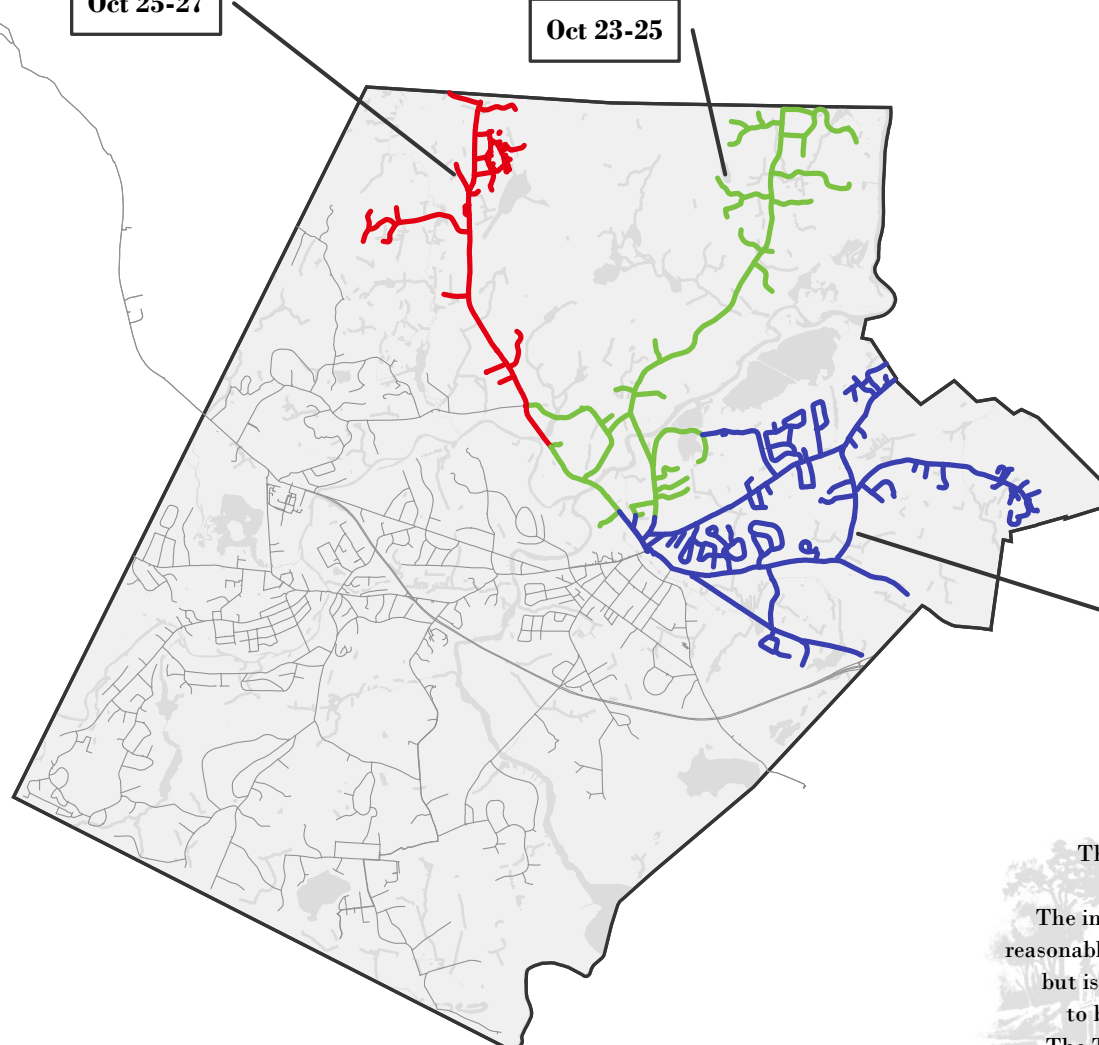 Oct 25-27
Oct 23-25
The in
reasonabl
but is
to
The